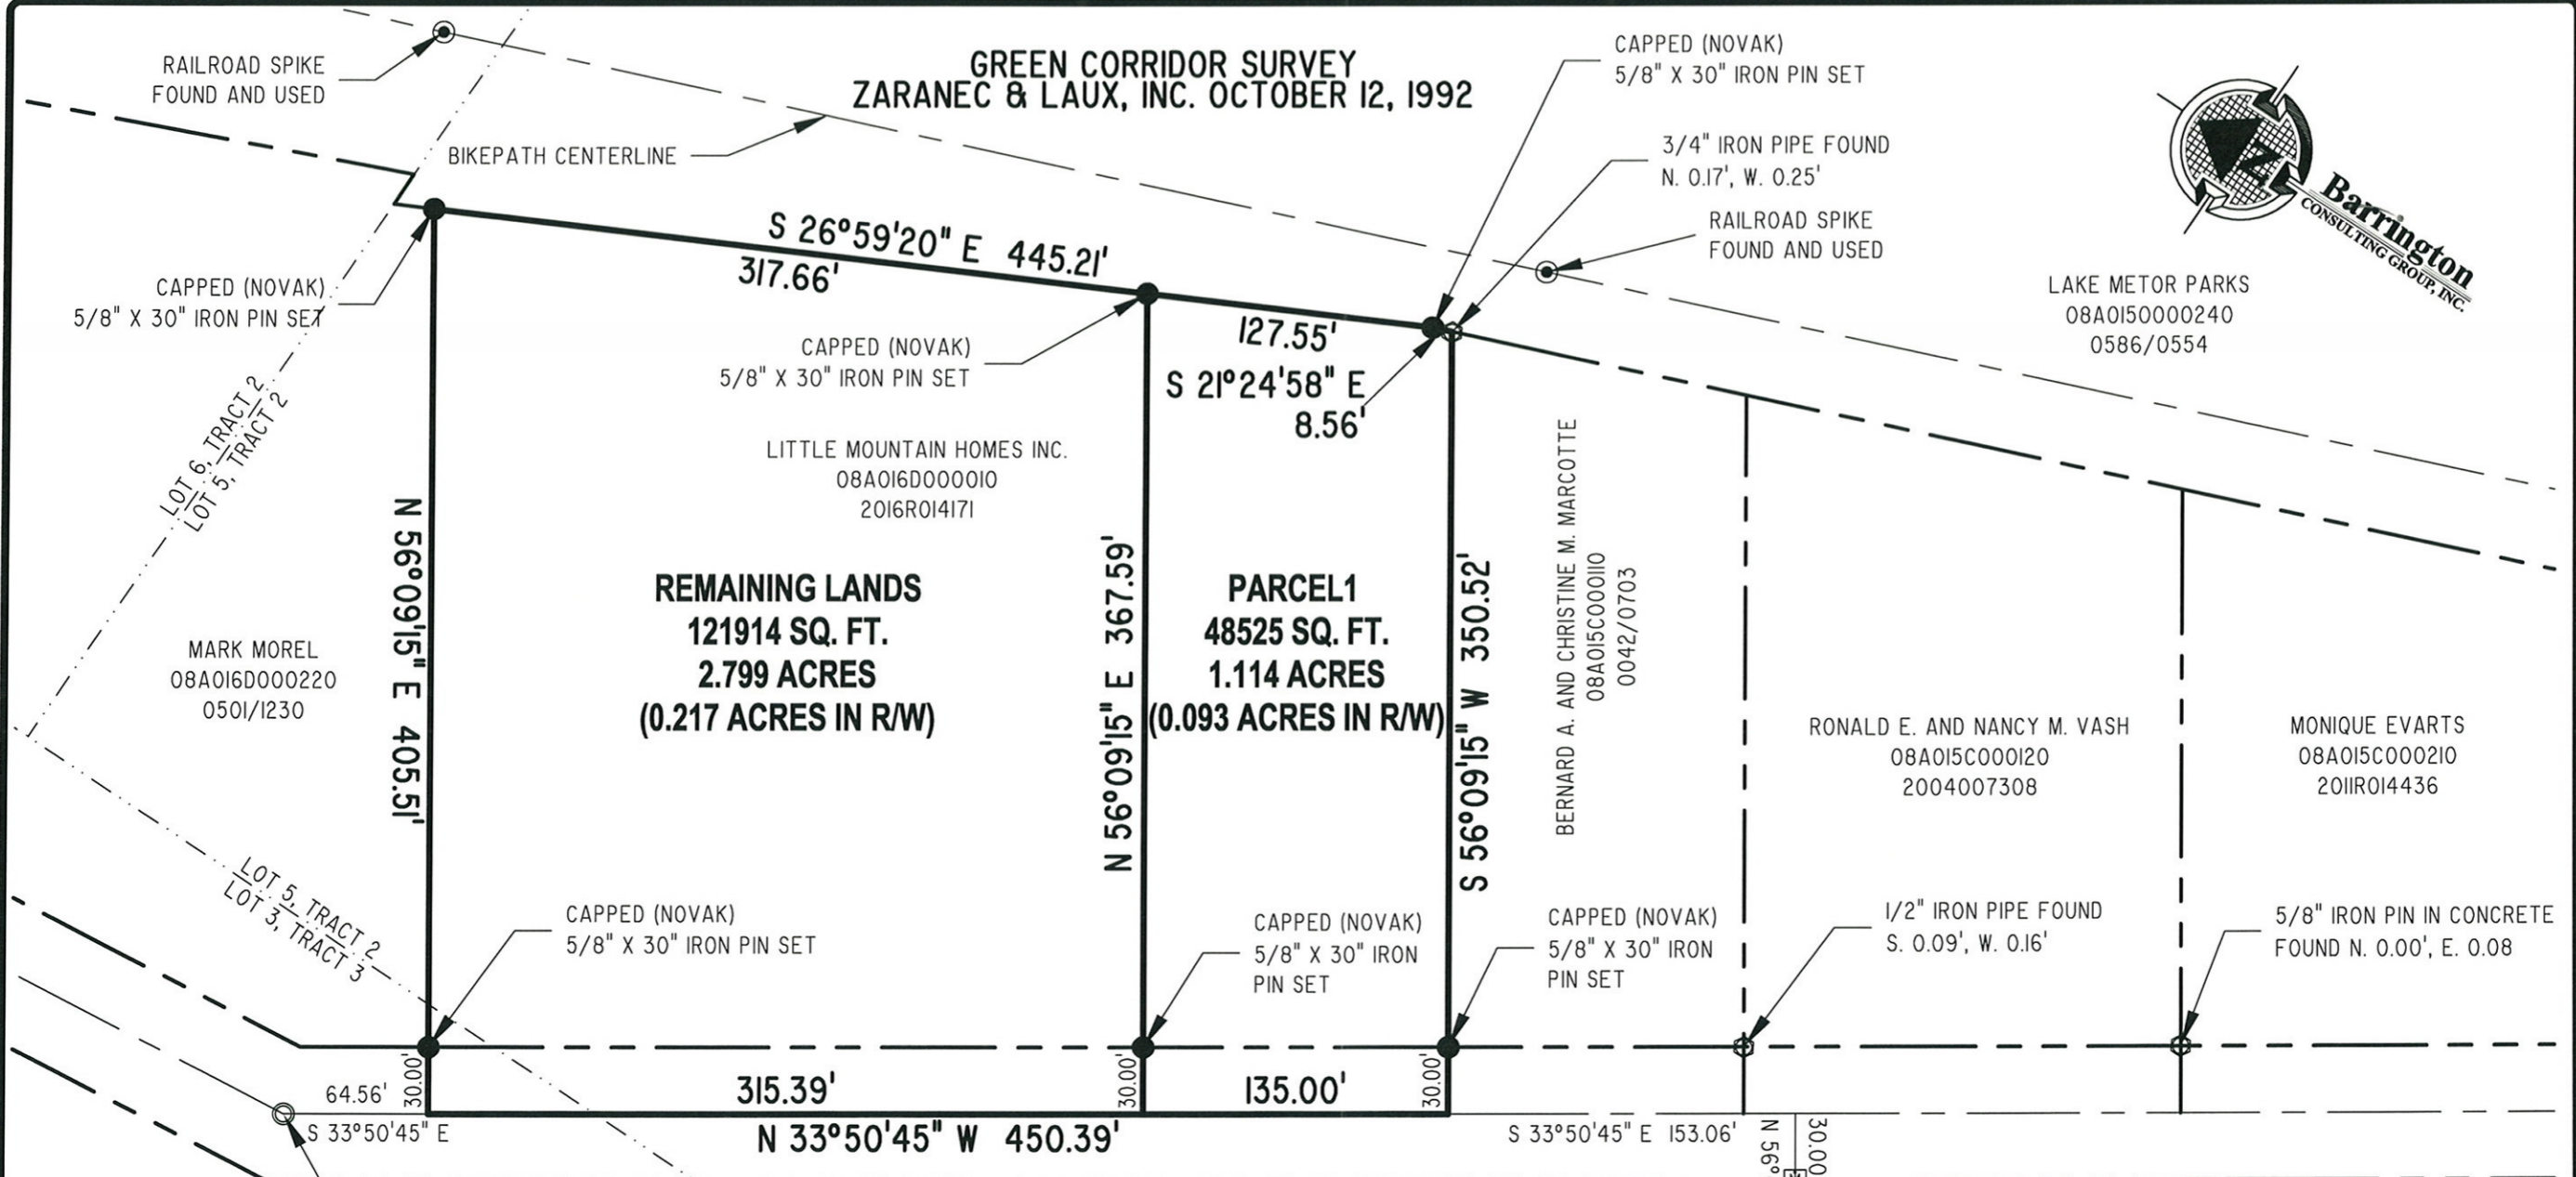 GREEN CORRIDOR SURVEY
ZARANEC & LAUX, INC. OCTOBER 12, 1992
RAILROAD SPIKE
FOUND AND USED
BIKEPATH CENTERLINE
CAPPED (NOVAK)
5/8" X 30" IRON PIN SET
3/4" IRON PIPE FOUND
N. 0.17', W. 0.25'
RAILROAD SPIKE
FOUND AND USED
N
Barrington
CONSULTING GROUP, INC.
LAKE METOR PARKS
08A0150000240
0586/0554
CAPPED (NOVAK)
5/8" X 30" IRON PIN SET
S 26°59'20" E 445.21'
317.66'
CAPPED (NOVAK)
5/8" X 30" IRON PIN SET
127.55'
S 21°24'58" E
8.56'
LOT 6, TRACT 2
LOT 5, TRACT 2
LITTLE MOUNTAIN HOMES INC.
08A016D000010
2016R014171
N 56°09'15" E 405.51'
REMAINING LANDS
121914 SQ. FT.
2.799 ACRES
(0.217 ACRES IN R/W)
N 56°09'15" E 367.59'
PARCEL1
48525 SQ. FT.
1.114 ACRES
(0.093 ACRES IN R/W)
S 56°09'15" W 350.52'
BERNARD A. AND CHRISTINE M. MARCOTTE
08A015C000110
0042/0703
MARK MOREL
08A016D000220
0501/1230
RONALD E. AND NANCY M. VASH
08A015C000120
2004007308
MONIQUE EVARTS
08A015C000210
2011R014436
LOT 5, TRACT 2
LOT 3, TRACT 3
CAPPED (NOVAK)
5/8" X 30" IRON PIN SET
CAPPED (NOVAK)
5/8" X 30" IRON
PIN SET
CAPPED (NOVAK)
5/8" X 30" IRON
PIN SET
1/2" IRON PIPE FOUND
S. 0.09', W. 0.16'
5/8" IRON PIN IN CONCRETE
FOUND N. 0.00', E. 0.08
64.56'
S 33°50'45" E
30.00'
315.39'
30.00'
135.00'
30.00'
N 33°50'45" W 450.39'
S 33°50'45" E 153.06'
N 56°
30.00